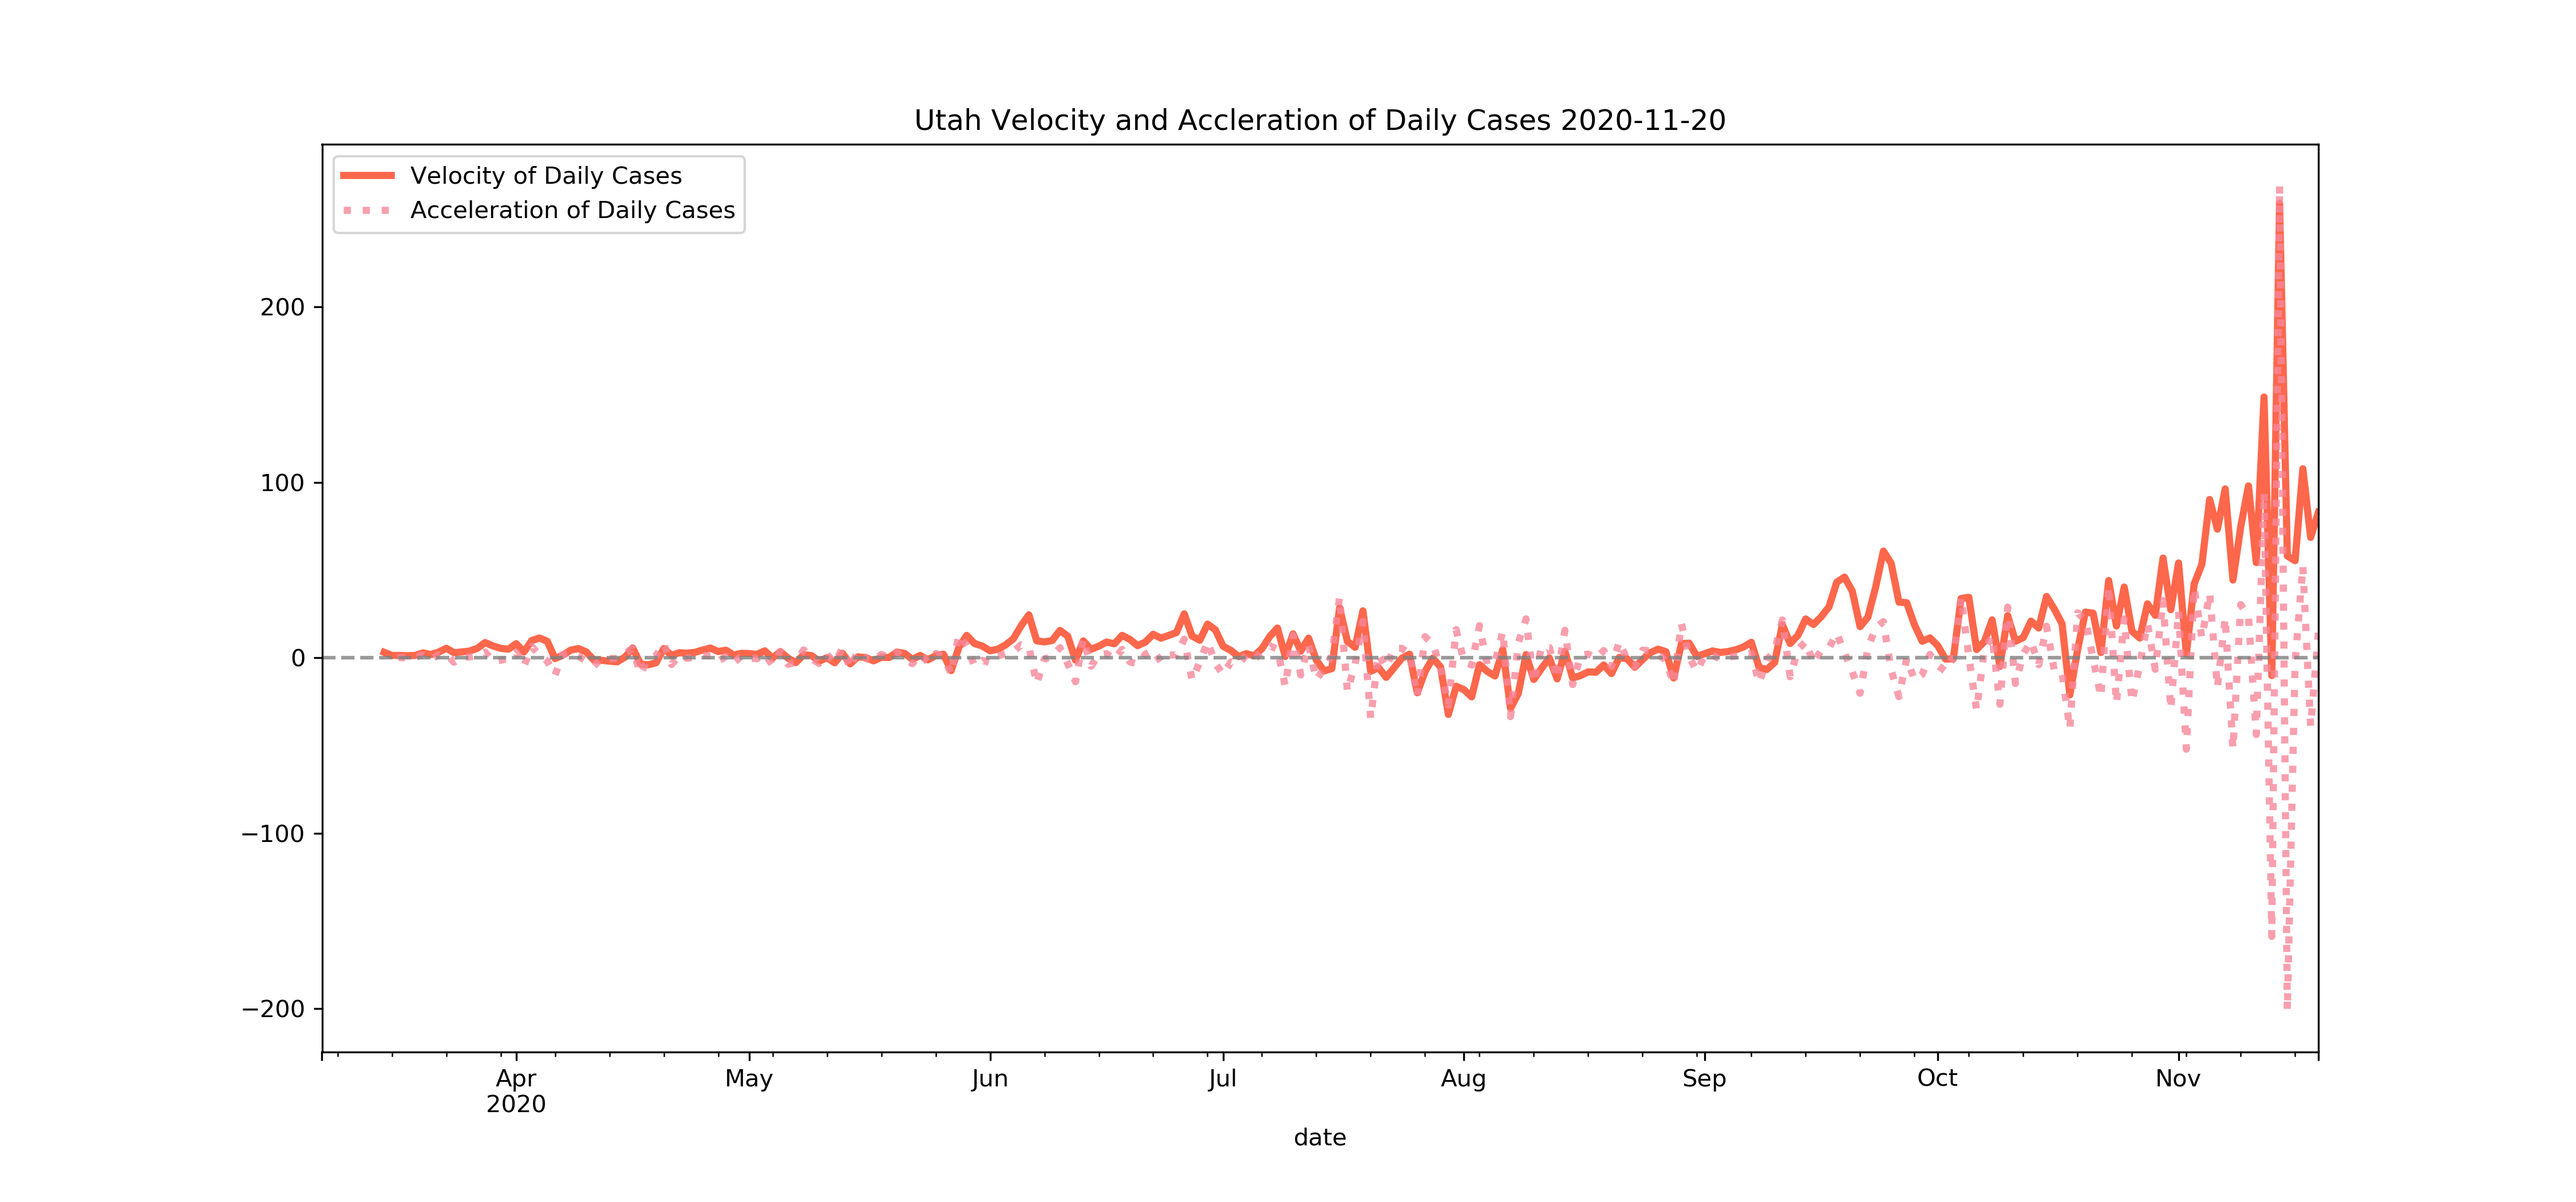 Utah Velocity and Accleration of Daily Cases 2020-11-20
Velocity of Daily Cases
Acceleration of Daily Cases
200
100
0
−100
−200
Apr May Jun Jul Aug Sep Oct Nov
2020
date